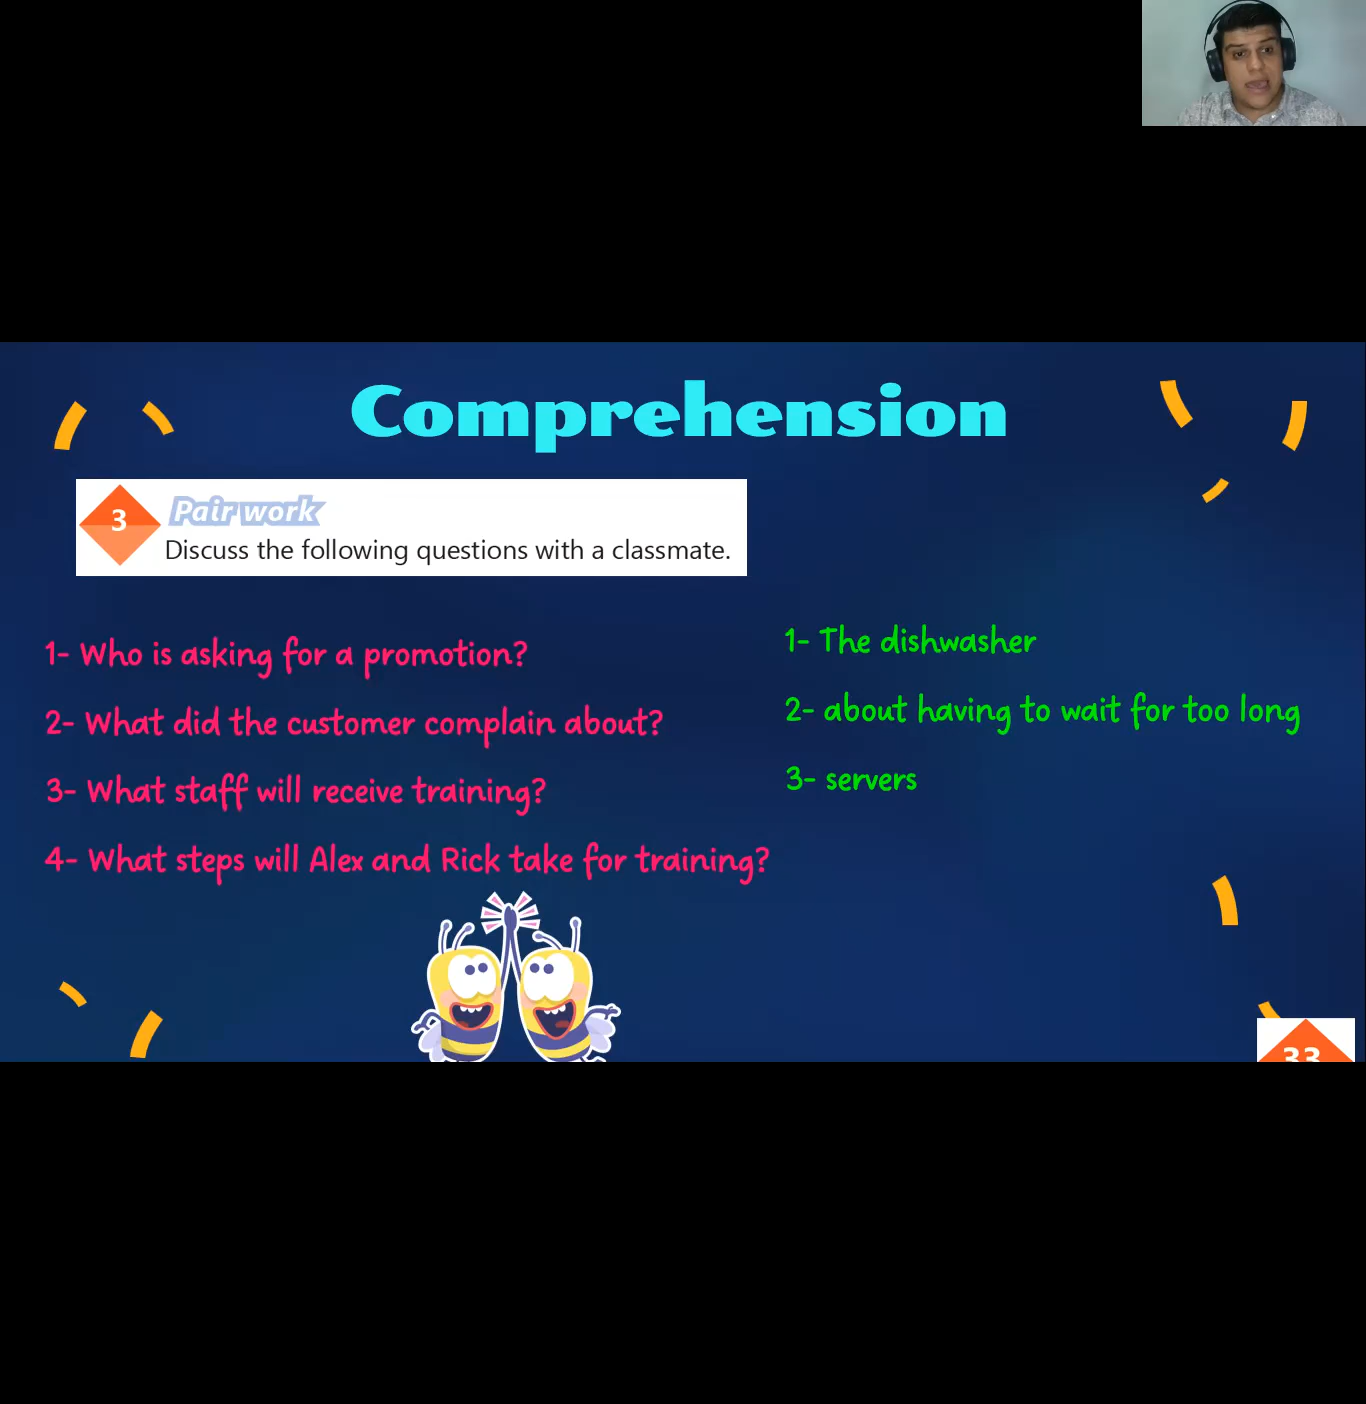 Comprehension
3
Pair work
Discuss the following questions with a classmate.
1- Who is asking for a promotion?
2- What did the customer complain about?
3- What staff will receive training?
4- What steps will Alex and Rick take for training?
1- The dishwasher
2- about having to wait for too long
3- servers
33